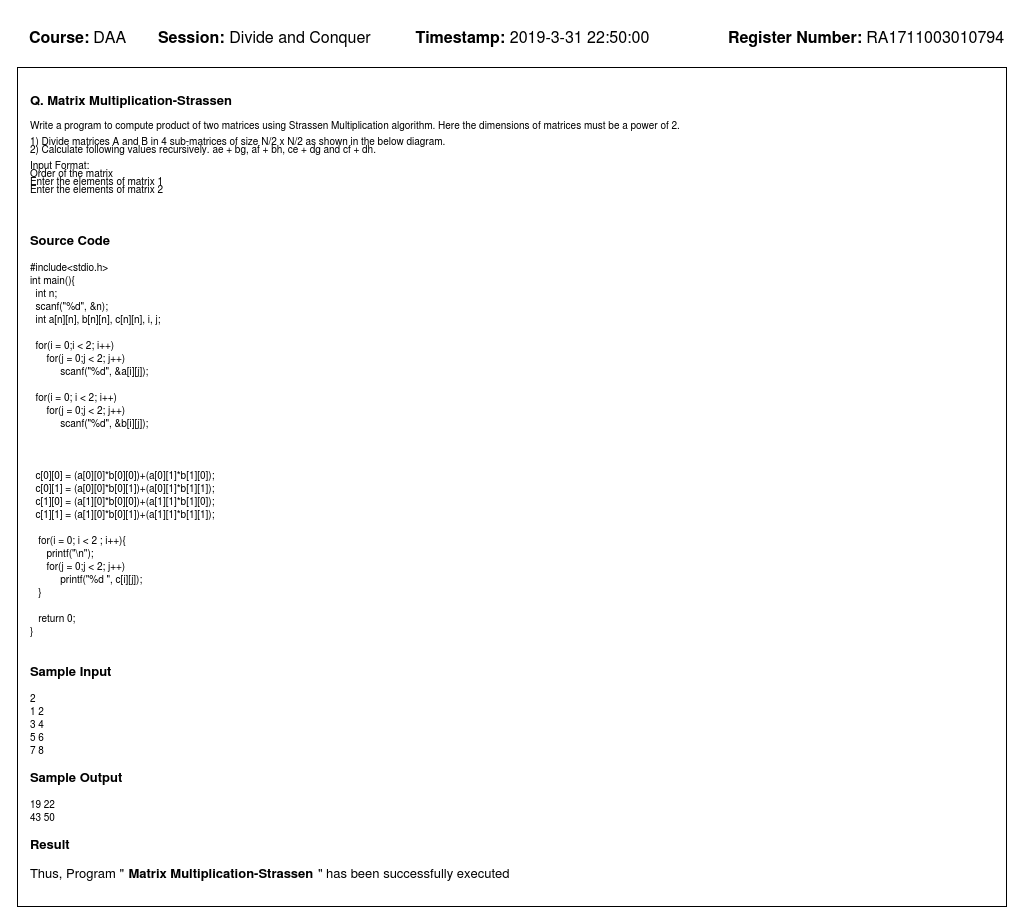 Course: DAA Session: Divide and Conquer Timestamp: 2019-3-31 22:50:00 Register Number: RA1711003010794
Q. Matrix Multiplication-Strassen
Write a program to compute product of two matrices using Strassen Multiplication algorithm. Here the dimensions of matrices must be a power of 2.
1) Divide matrices A and B in 4 sub-matrices of size N/2 x N/2 as shown in the below diagram.
2) Calculate following values recursively. ae + bg, af + bh, ce + dg and cf + dh.
Input Format:
Order of the matrix
Enter the elements of matrix 1
Enter the elements of matrix 2
Source Code
#include<stdio.h>
int main(){
  int n;
  scanf("%d", &n);
  int a[n][n], b[n][n], c[n][n], i, j;
  for(i = 0;i < 2; i++)
      for(j = 0;j < 2; j++)
           scanf("%d", &a[i][j]);
  for(i = 0; i < 2; i++)
      for(j = 0;j < 2; j++)
           scanf("%d", &b[i][j]);
  c[0][0] = (a[0][0]*b[0][0])+(a[0][1]*b[1][0]);
  c[0][1] = (a[0][0]*b[0][1])+(a[0][1]*b[1][1]);
  c[1][0] = (a[1][0]*b[0][0])+(a[1][1]*b[1][0]);
  c[1][1] = (a[1][0]*b[0][1])+(a[1][1]*b[1][1]);
   for(i = 0; i < 2 ; i++){
      printf("\n");
      for(j = 0;j < 2; j++)
           printf("%d ", c[i][j]);
   }
   return 0;
}
Sample Input
2
1 2
3 4
5 6
7 8
Sample Output
19 22
43 50
Result
Thus, Program " Matrix Multiplication-Strassen " has been successfully executed